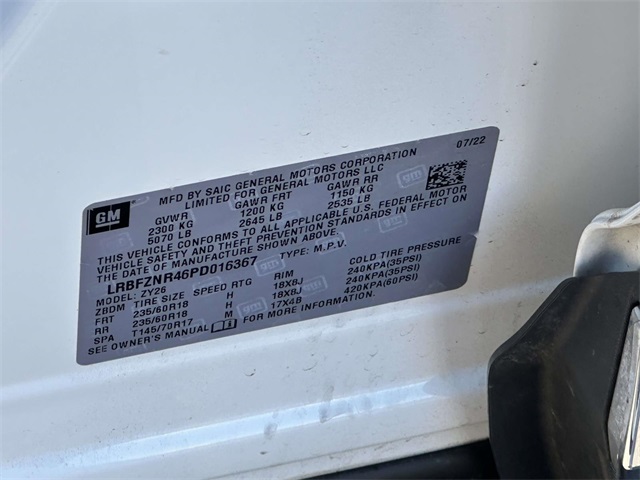 07/22
MFD BY SAIC GENERAL MOTORS CORPORATION
LIMITED FOR GENERAL MOTORS LLC
GM
GVWR GAWR FRT GAWR RR
2300 KG 1200 KG 1150 KG
5070 LB 2645 LB 2535 LB
THIS VEHICLE CONFORMS TO ALL APPLICABLE U.S. FEDERAL MOTOR
VEHICLE SAFETY AND THEFT PREVENTION STANDARDS IN EFFECT ON
THE DATE OF MANUFACTURE SHOWN ABOVE.
LRBFZNR46PD016367 TYPE: M.P.V.
MODEL: ZY26
ZBDM TIRE SIZE SPEED RTG RIM COLD TIRE PRESSURE
FRT 235/60R18 H 18X8J 240KPA(35PSI)
RR 235/60R18 H 18X8J 240KPA(35PSI)
SPA T145/70R17 M 17X4B 420KPA(60PSI)
SEE OWNER'S MANUAL FOR MORE INFORMATION.